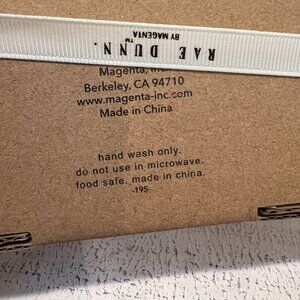 RAE DUNN.
TM
BY MAGENTA
Magenta,
Berkeley, CA 94710
www.magenta-inc.com
Made in China
hand wash only.
do not use in microwave.
food safe. made in china.
-195-